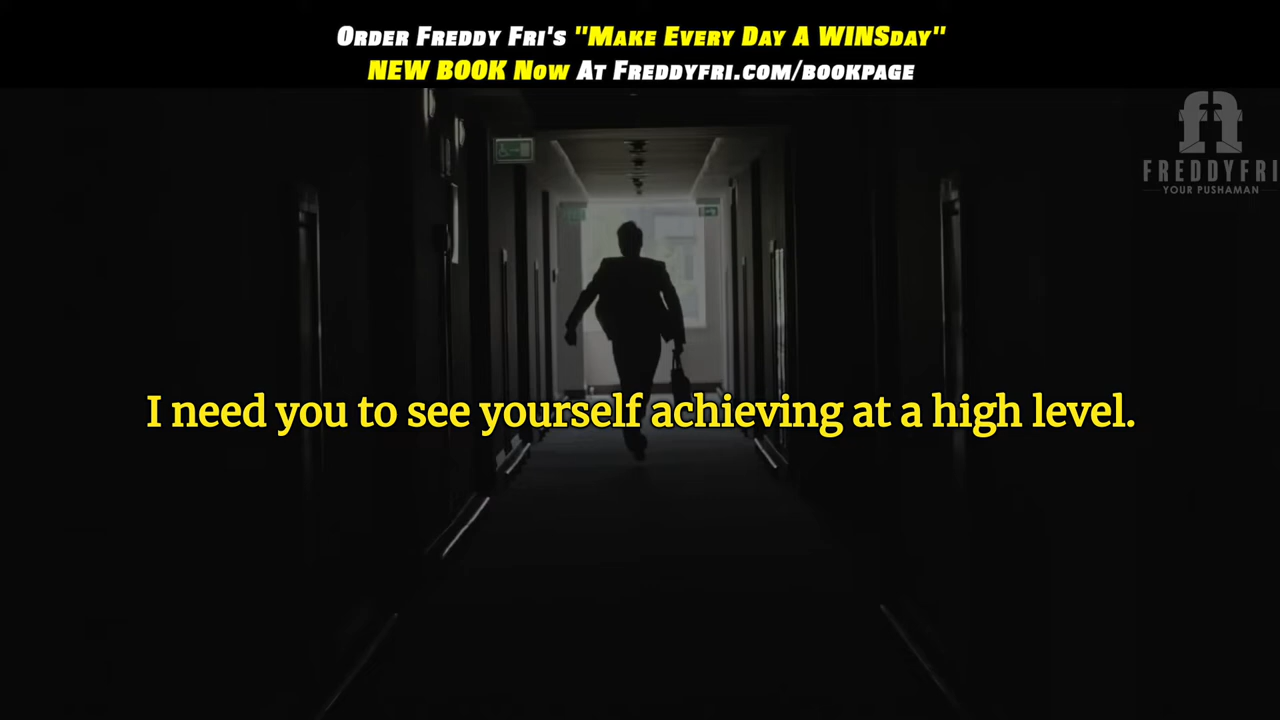 Order Freddy Fri's "Make Every Day A WINSday"
NEW BOOK Now At Freddyfri.com/bookpage
FREDDYFRI
YOUR PUSHAMAN
I need you to see yourself achieving at a high level.